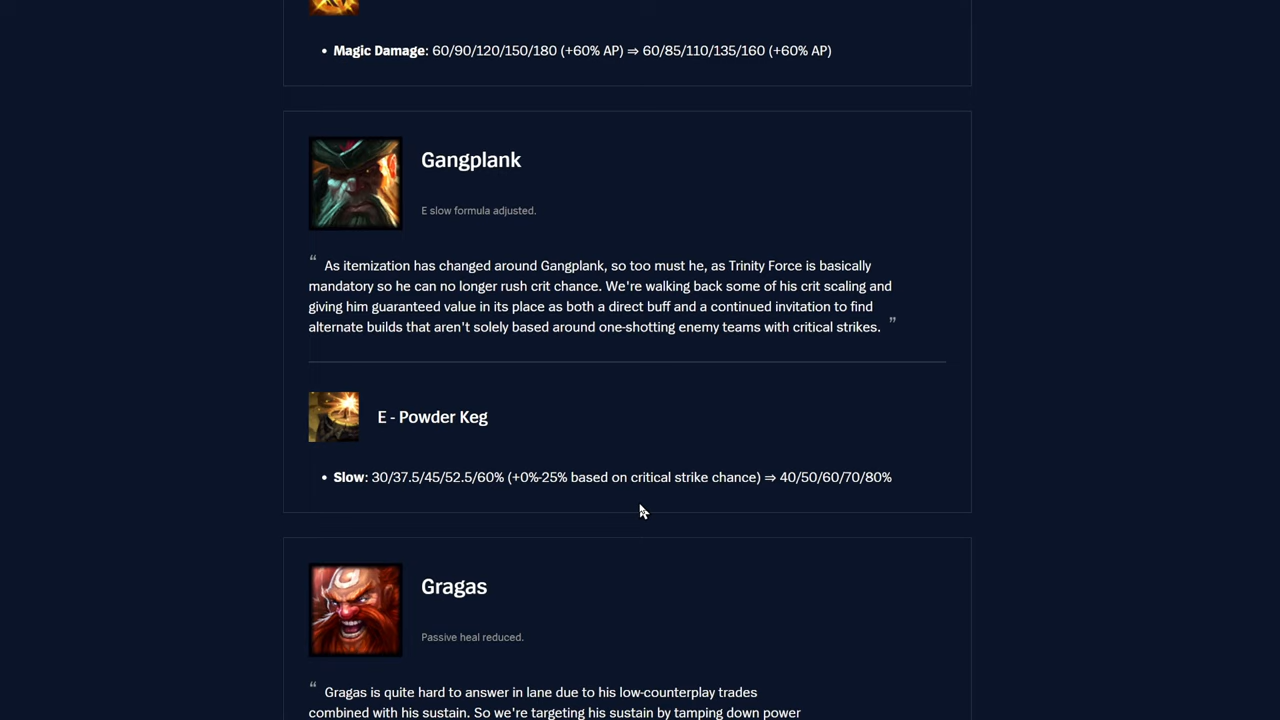 • Magic Damage: 60/90/120/150/180 (+60% AP) ⇒ 60/85/110/135/160 (+60% AP)
Gangplank
E slow formula adjusted.
“ As itemization has changed around Gangplank, so too must he, as Trinity Force is basically
mandatory so he can no longer rush crit chance. We're walking back some of his crit scaling and
giving him guaranteed value in its place as both a direct buff and a continued invitation to find
alternate builds that aren't solely based around one-shotting enemy teams with critical strikes. ”
E - Powder Keg
• Slow: 30/37.5/45/52.5/60% (+0%-25% based on critical strike chance) ⇒ 40/50/60/70/80%
Gragas
Passive heal reduced.
“ Gragas is quite hard to answer in lane due to his low-counterplay trades
combined with his sustain. So we're targeting his sustain by tamping down power